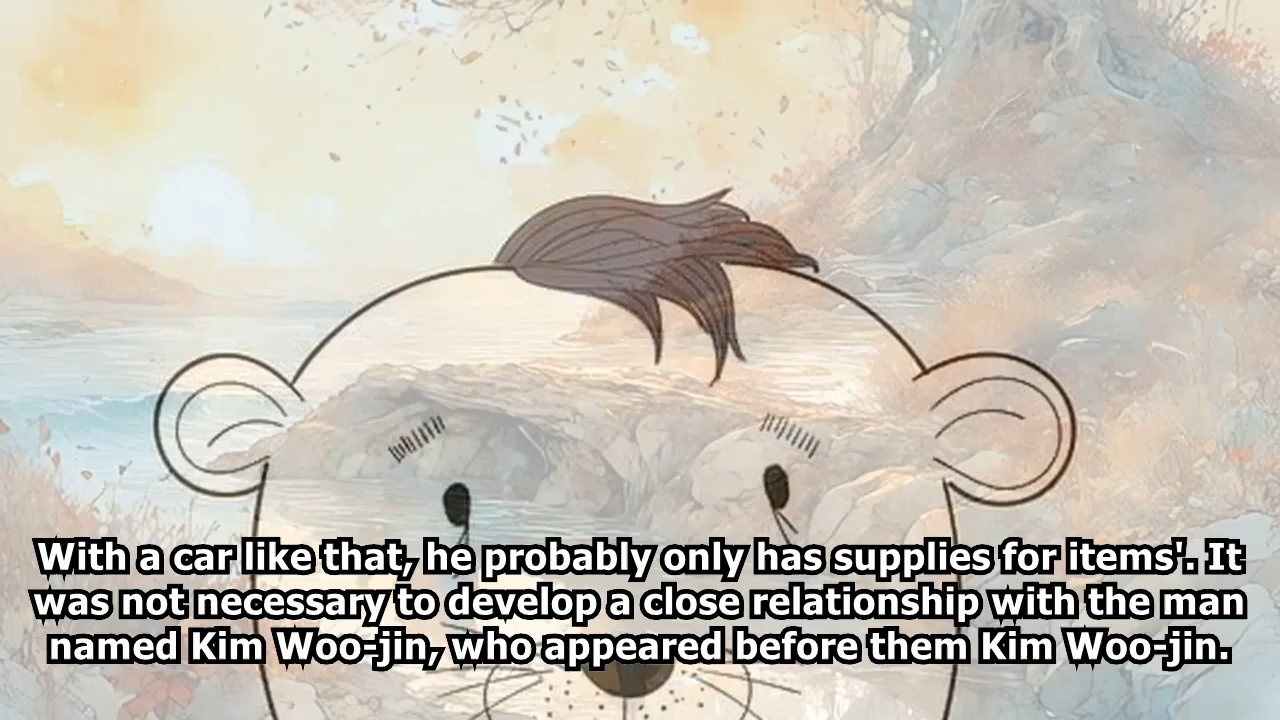 With a car like that, he probably only has supplies for items'. It
was not necessary to develop a close relationship with the man
named Kim Woo-jin, who appeared before them Kim Woo-jin.